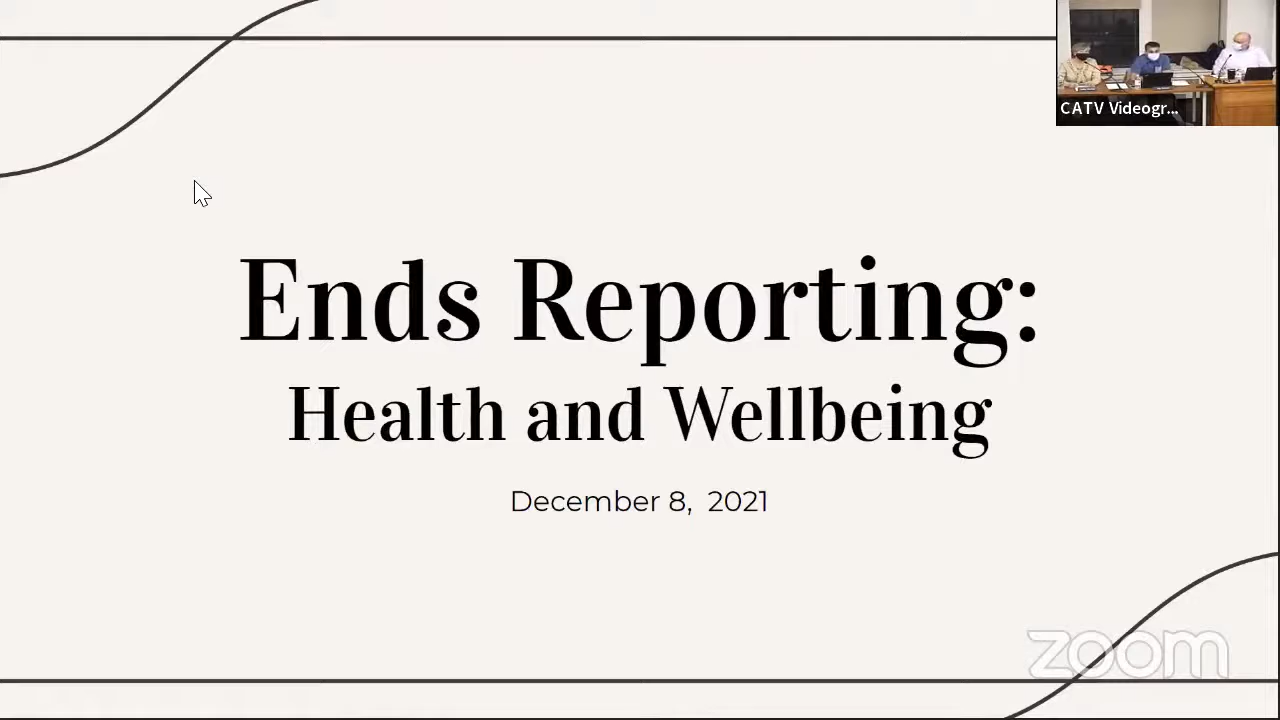 CATV Videogr...
Ends Reporting:
Health and Wellbeing
December 8, 2021
zoom